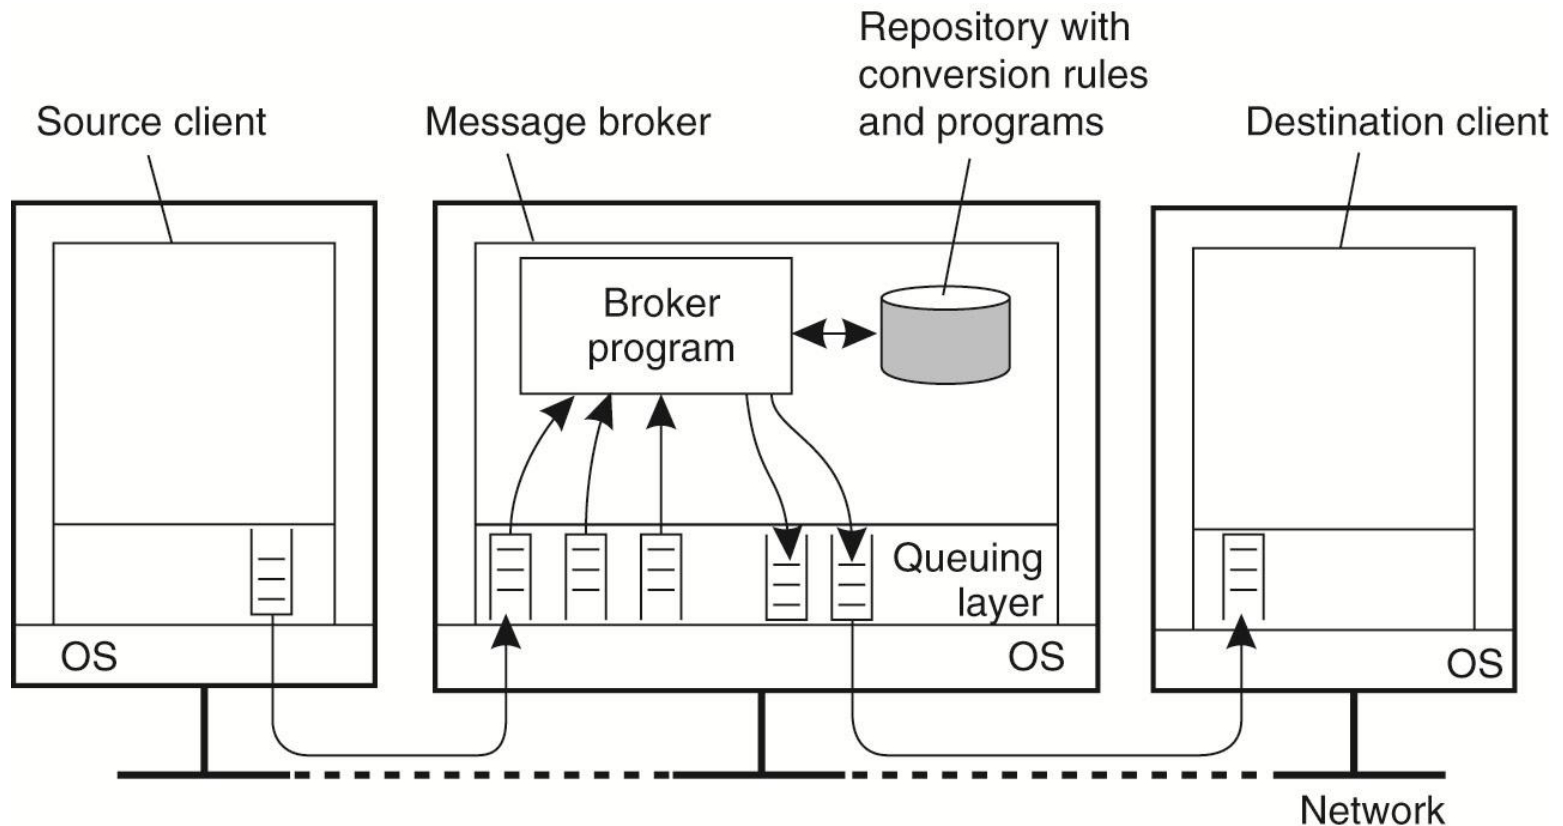 Repository with
conversion rules
and programs
Source client
Message broker
Destination client
Broker
program
Queuing
layer
OS
OS
OS
Network